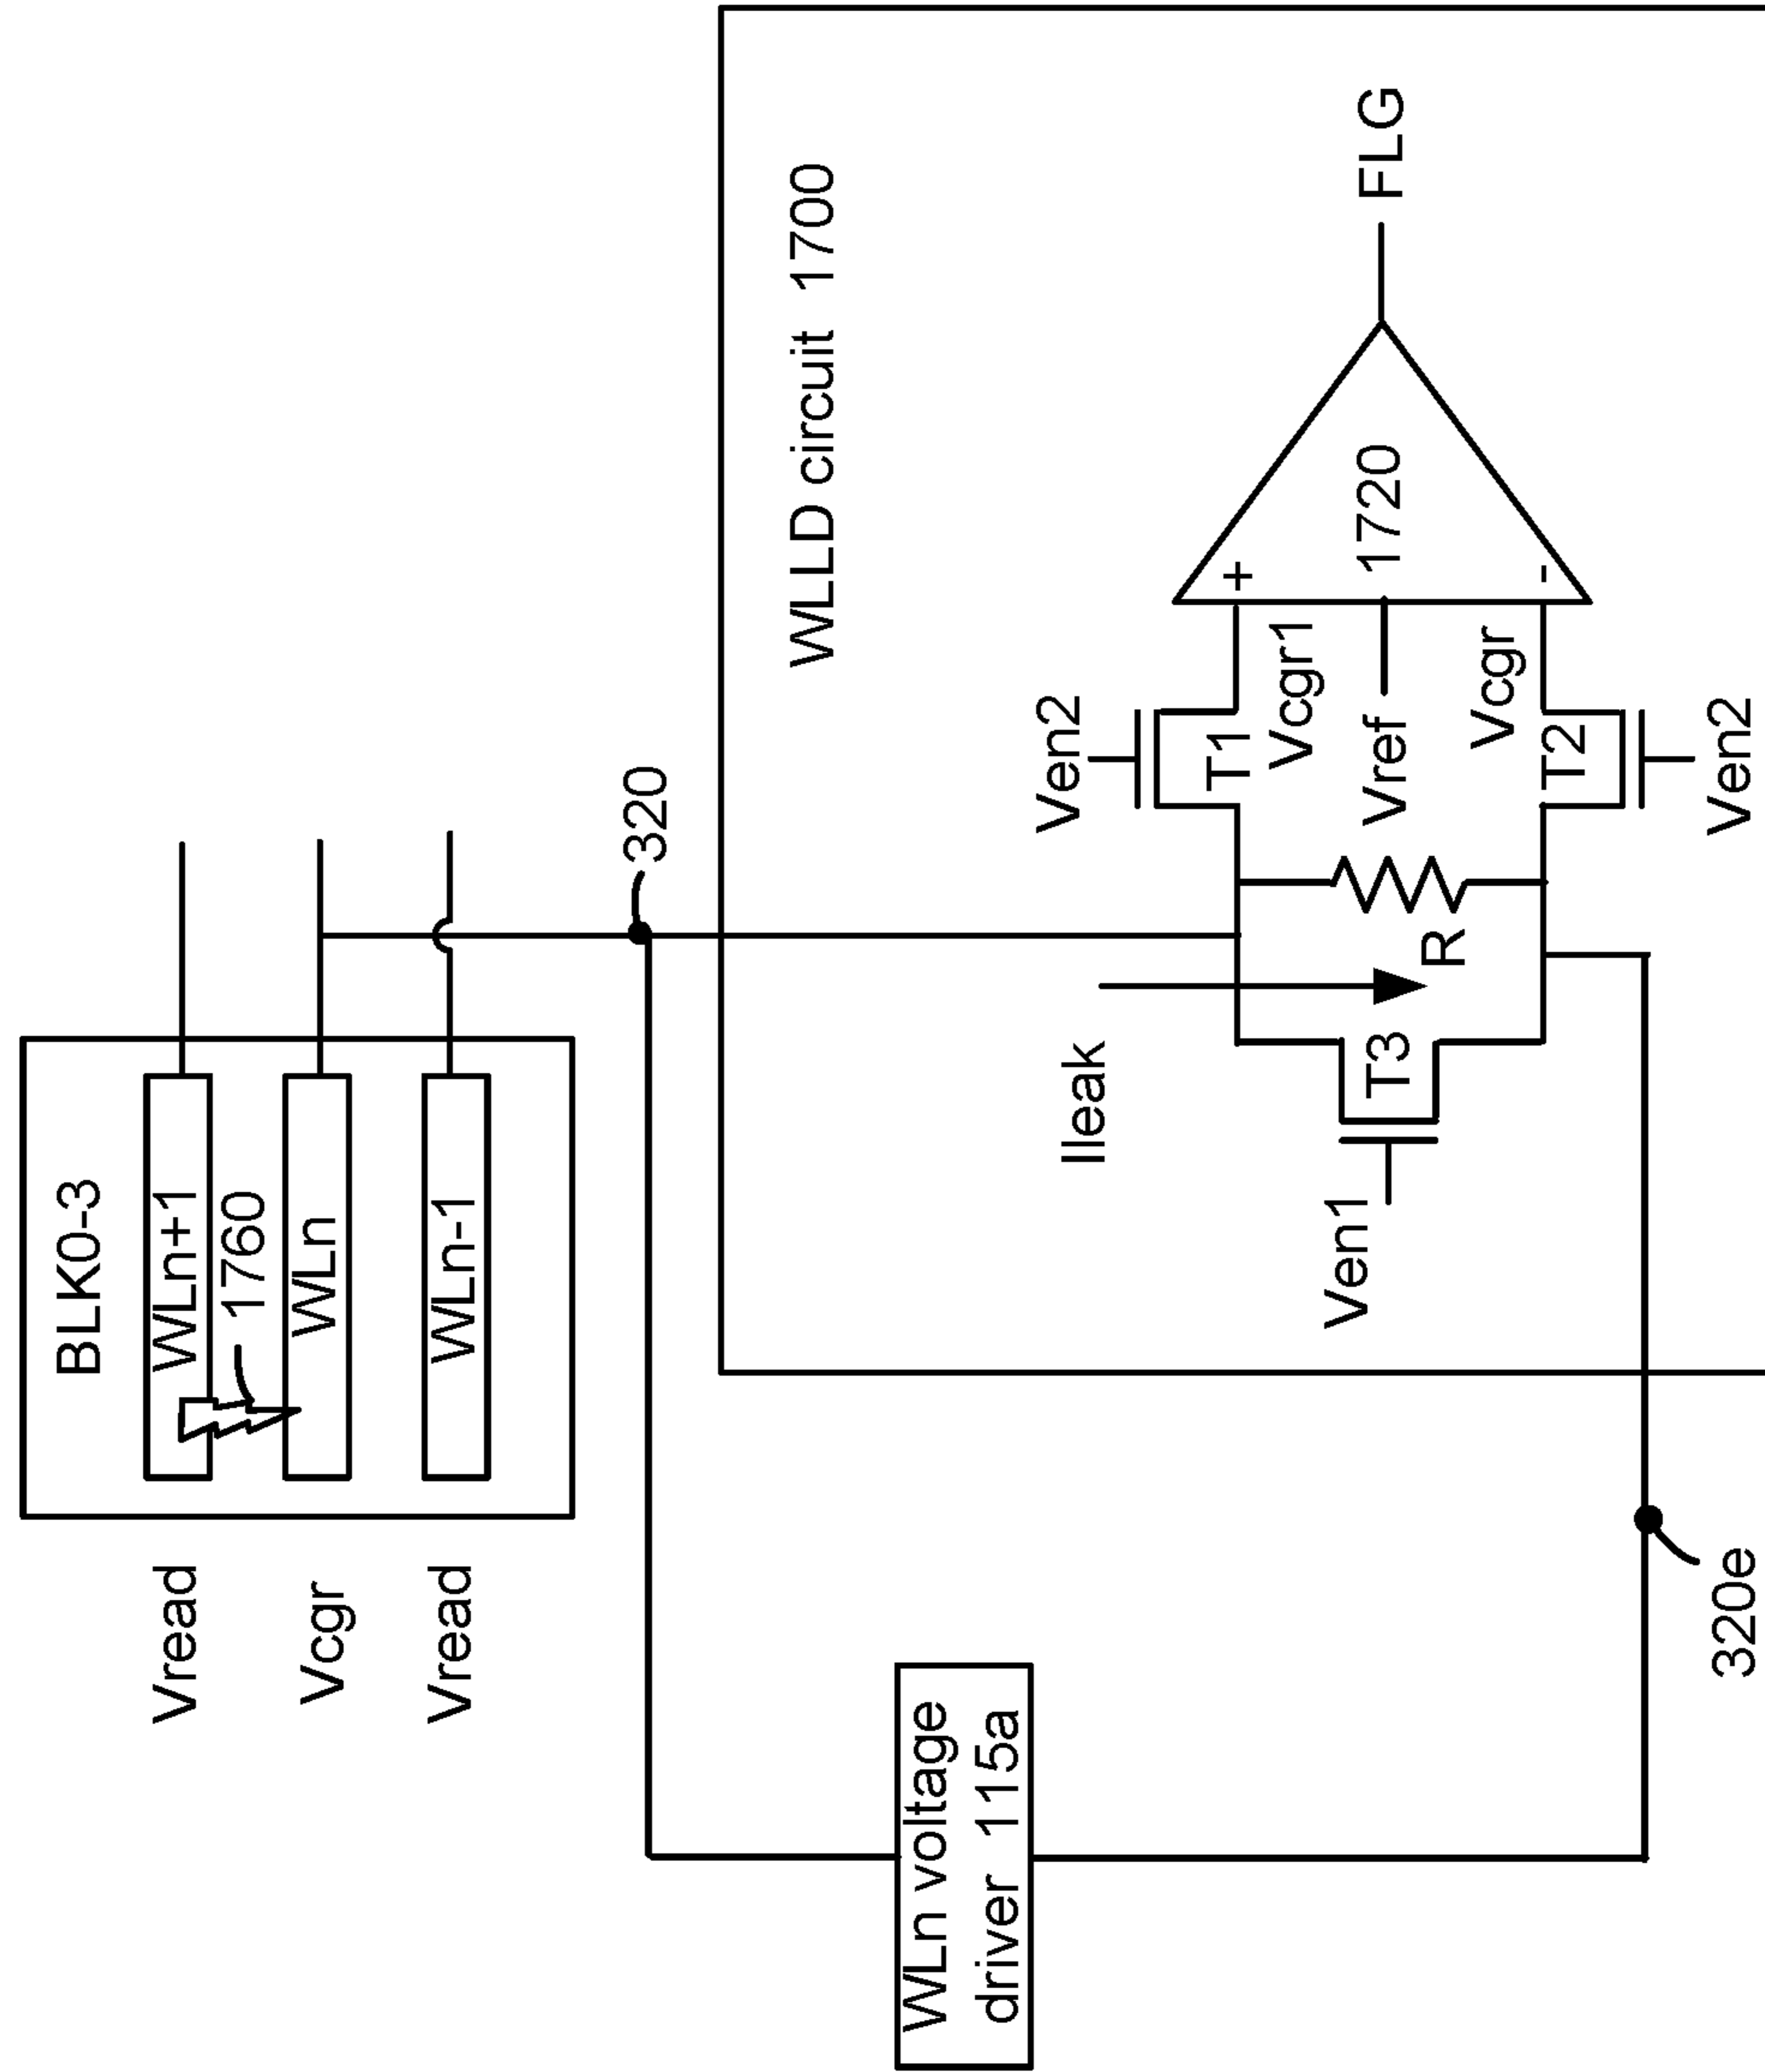 BLK0-3
Vread
WLn+1
1760
Vcgr
WLn
Vread
WLn-1
320
WLn voltage
driver 115a
WLLD circuit 1700
Ileak
Ven2
T1
+
Vcgr1
Ven1
T3
R
Vref
1720
FLG
Vcgr
-
T2
Ven2
320e